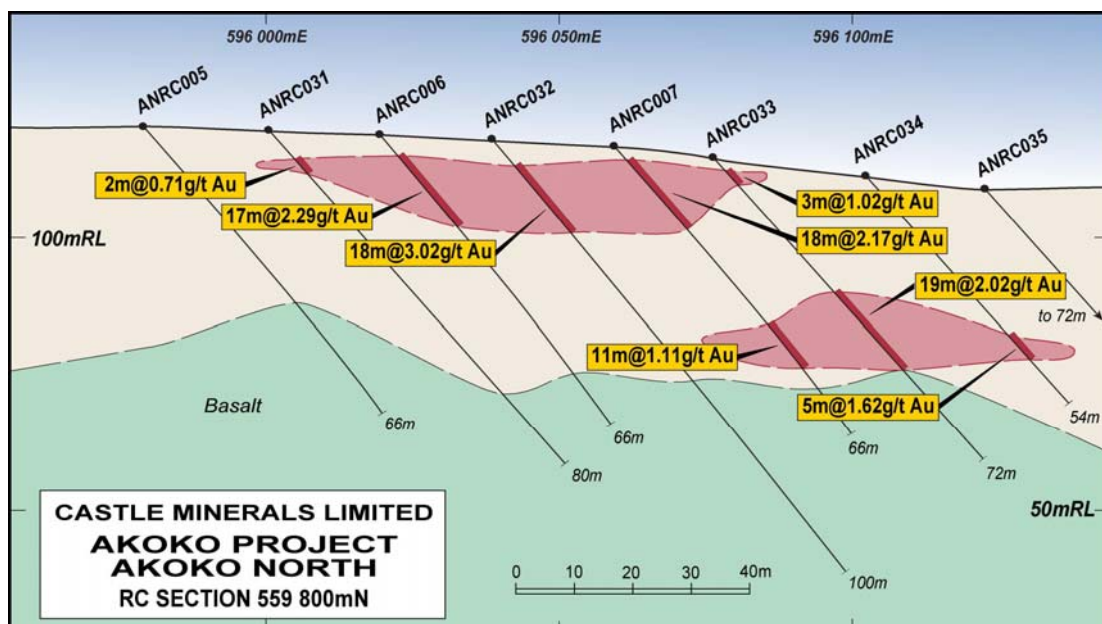 596 000mE
596 050mE
596 100mE
ANRC005
ANRC031
ANRC006
ANRC032
ANRC007
ANRC033
ANRC034
ANRC035
2m@0.71g/t Au
17m@2.29g/t Au
18m@3.02g/t Au
3m@1.02g/t Au
18m@2.17g/t Au
100mRL
19m@2.02g/t Au
to 72m
11m@1.11g/t Au
5m@1.62g/t Au
Basalt
66m
66m
66m
54m
80m
72m
50mRL
100m
CASTLE MINERALS LIMITED
AKOKO PROJECT
AKOKO NORTH
RC SECTION 559 800mN
0 10 20 30 40m